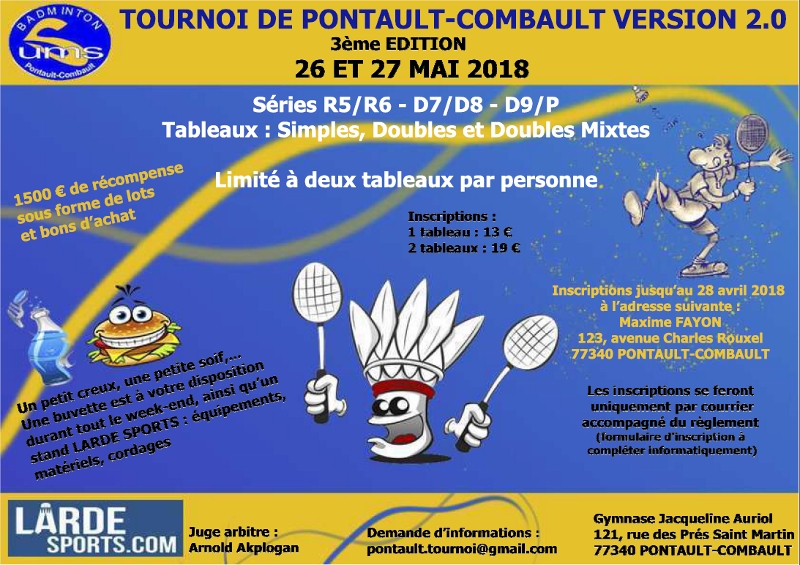 BADMINTON
ums
Pontault-Combault
TOURNOI DE PONTAULT-COMBAULT VERSION 2.0
3ème EDITION
26 ET 27 MAI 2018
Séries R5/R6 - D7/D8 - D9/P
Tableaux : Simples, Doubles et Doubles Mixtes
Limité à deux tableaux par personne
1500 € de récompense
sous forme de lots
et bons d'achat
Inscriptions :
1 tableau : 13 €
2 tableaux : 19 €
Inscriptions jusqu'au 28 avril 2018
à l'adresse suivante :
Maxime FAYON
123, avenue Charles Rouxel
77340 PONTAULT-COMBAULT
Un petit creux, une petite soif,...
Une buvette est à votre disposition
durant tout le week-end, ainsi qu'un
stand LARDE SPORTS : équipements,
matériels, cordages
Les inscriptions se feront
uniquement par courrier
accompagné du règlement
(formulaire d'inscription à
compléter informatiquement)
LARDE
SPORTS.COM
Juge arbitre :
Arnold Akplogan
Demande d'informations :
pontault.tournoi@gmail.com
Gymnase Jacqueline Auriol
121, rue des Prés Saint Martin
77340 PONTAULT-COMBAULT